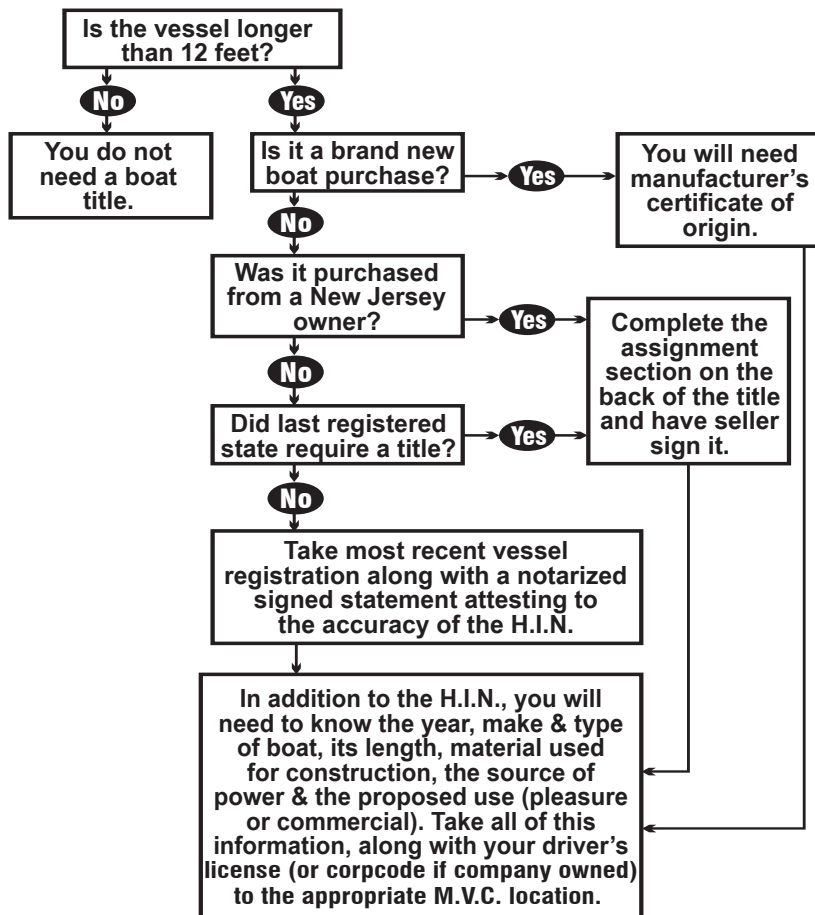 Is the vessel longer
than 12 feet?
No
Yes
You do not
need a boat
title.
Is it a brand new
boat purchase?
Yes
You will need
manufacturer's
certificate of
origin.
No
Was it purchased
from a New Jersey
owner?
Yes
Complete the
assignment
section on the
back of the title
and have seller
sign it.
No
Did last registered
state require a title?
Yes
No
Take most recent vessel
registration along with a notarized
signed statement attesting to
the accuracy of the H.I.N.
In addition to the H.I.N., you will
need to know the year, make & type
of boat, its length, material used
for construction, the source of
power & the proposed use (pleasure
or commercial). Take all of this
information, along with your driver's
license (or corpcode if company owned)
to the appropriate M.V.C. location.